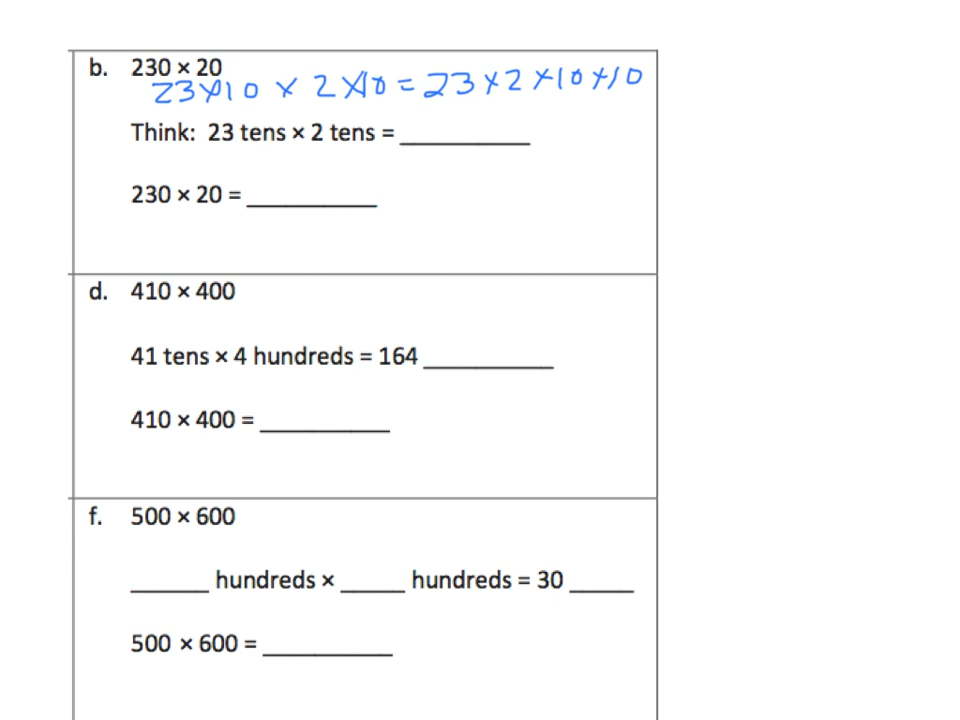 b. 230 × 20
23×10 × 2×10 = 23×2×10×10
Think: 23 tens × 2 tens = __________
230 × 20 = __________
d. 410 × 400
41 tens × 4 hundreds = 164 __________
410 × 400 = __________
f. 500 × 600
______ hundreds × _____ hundreds = 30 _____
500 × 600 = __________